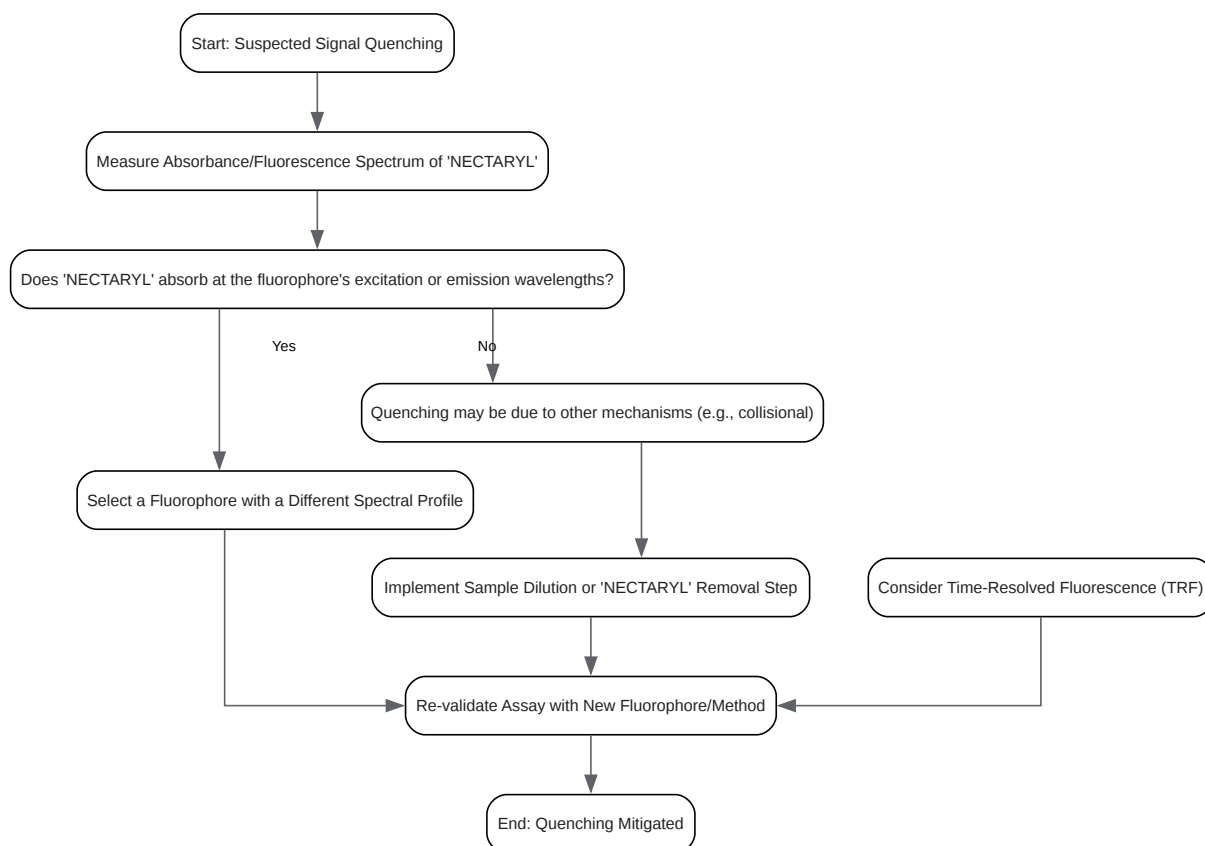 Start: Suspected Signal Quenching
Measure Absorbance/Fluorescence Spectrum of 'NECTARYL'
Does 'NECTARYL' absorb at the fluorophore's excitation or emission wavelengths?
Yes
No
Quenching may be due to other mechanisms (e.g., collisional)
Select a Fluorophore with a Different Spectral Profile
Implement Sample Dilution or 'NECTARYL' Removal Step
Consider Time-Resolved Fluorescence (TRF)
Re-validate Assay with New Fluorophore/Method
End: Quenching Mitigated